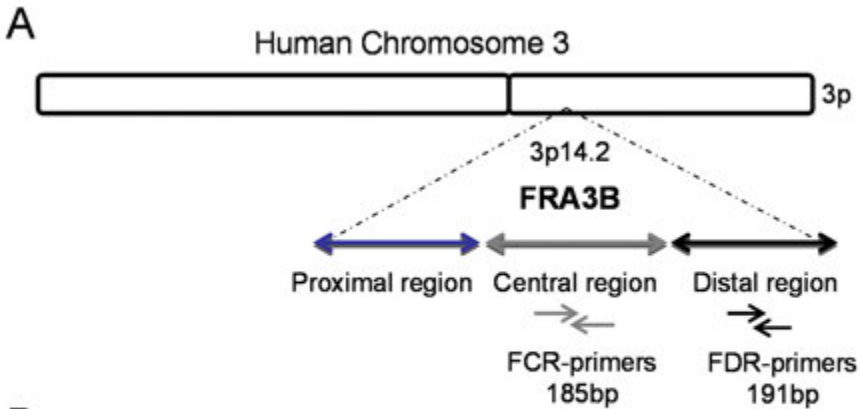 A
Human Chromosome 3
3p
3p14.2
FRA3B
Proximal region Central region Distal region
FCR-primers FDR-primers
185bp 191bp